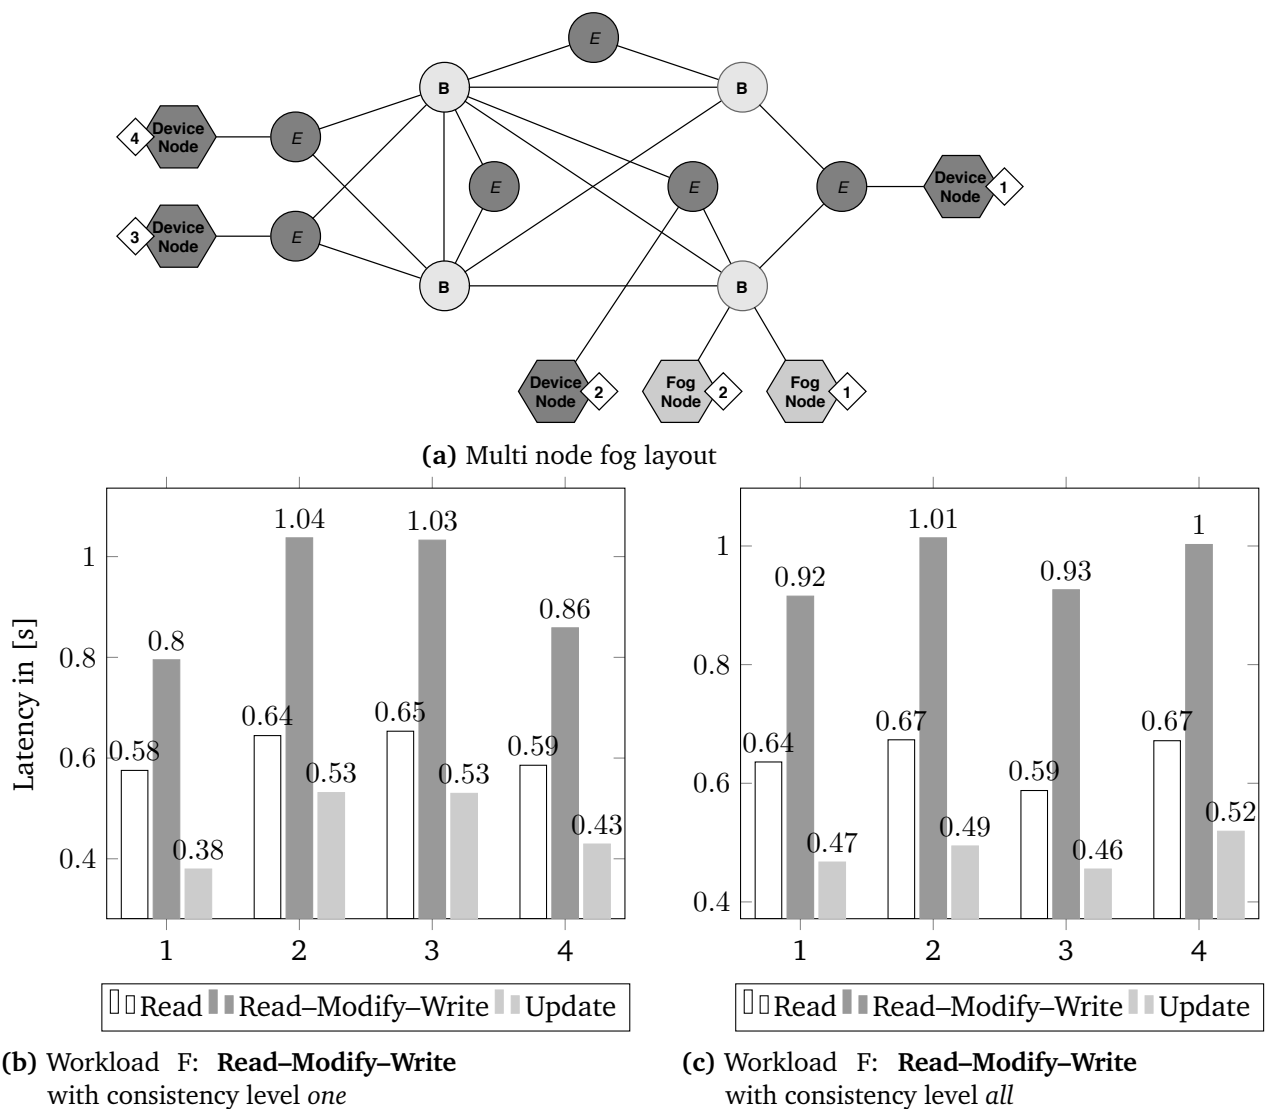 E
B
B
4
Device
Node
E
E
E
E
Device
Node
1
3
Device
Node
E
B
B
Device
Node
2
Fog
Node
2
Fog
Node
1
(a) Multi node fog layout
Latency in [s]
1
0.8
0.6
0.4
0.58
0.8
0.38
0.64
1.04
0.53
0.65
1.03
0.53
0.59
0.86
0.43
1 2 3 4
Read Read–Modify–Write Update
(b) Workload F: Read–Modify–Write
with consistency level one
1
0.8
0.6
0.4
0.64
0.92
0.47
0.67
1.01
0.49
0.59
0.93
0.46
0.67
1
0.52
1 2 3 4
Read Read–Modify–Write Update
(c) Workload F: Read–Modify–Write
with consistency level all